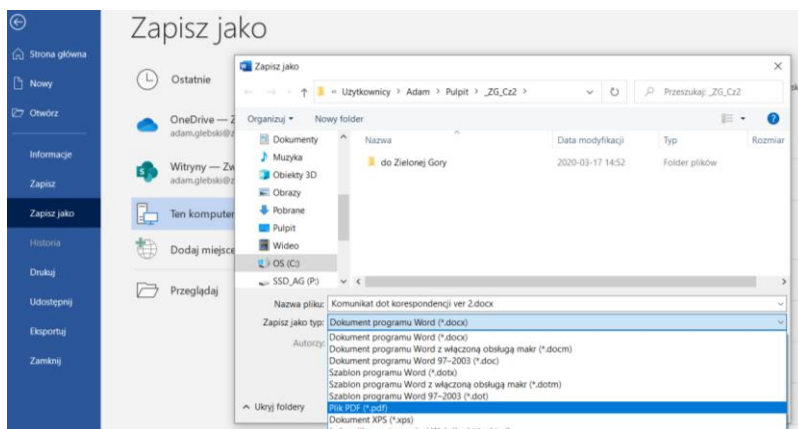 Zapisz jako
Strona główna
Nowy
Otwórz
Informacje
Zapisz
Zapisz jako
Historia
Drukuj
Udostępnij
Eksportuj
Zamknij
Ostatnie
OneDrive — Z
adam.glebski@z
Witryny — Zw
adam.glebski@z
Ten komputer
Dodaj miejsce
Przeglądaj
Zapisz jako
« Użytkownicy > Adam > Pulpit > _ZG_Cz2 >
Przeszukaj: _ZG_Cz2
Organizuj Nowy folder
Dokumenty
Muzyka
Obiekty 3D
Obrazy
Pobrane
Pulpit
Wideo
OS (C:)
SSD_AG (P:)
Nazwa Data modyfikacji Typ Rozmiar
do Zielonej Gory 2020-03-17 14:52 Folder plików
Nazwa pliku: Komunikat dot korespondencji ver 2.docx
Zapisz jako typ: Dokument programu Word (*.docx)
Autorzy:
Dokument programu Word (*.docx)
Dokument programu Word z włączoną obsługą makr (*.docm)
Dokument programu Word 97–2003 (*.doc)
Szablon programu Word (*.dotx)
Szablon programu Word z włączoną obsługą makr (*.dotm)
Szablon programu Word 97–2003 (*.dot)
Plik PDF (*.pdf)
Dokument XPS (*.xps)
Ukryj foldery